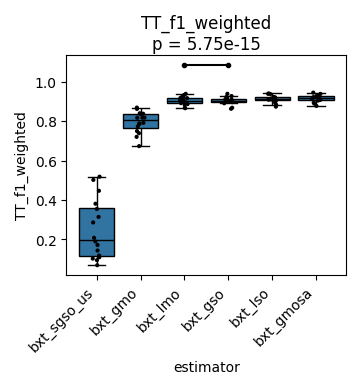 TT_f1_weighted
p = 5.75e-15
TT_f1_weighted
1.0
0.8
0.6
0.4
0.2
bxt_sgso_us
bxt_gmo
bxt_lmo
bxt_gso
bxt_lso
bxt_gmosa
estimator